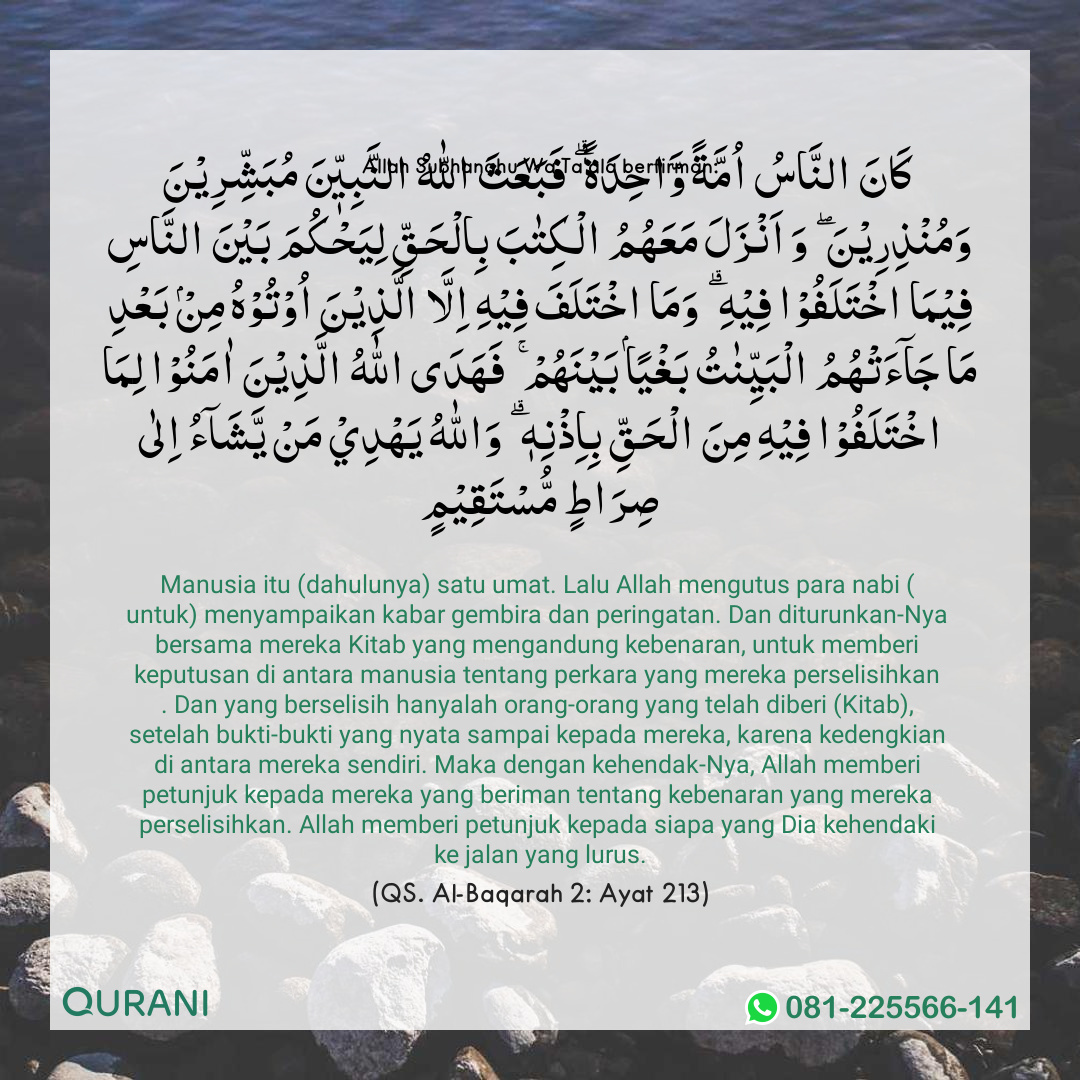 Allah Subhanahu Wa Ta'ala berfirman:
كَانَ النَّاسُ اُمَّةً وَّاحِدَةً ۗ فَبَعَثَ اللّٰهُ النَّبِيّٖنَ مُبَشِّرِيْنَ
وَمُنْذِرِيْنَ ۖ وَاَنْزَلَ مَعَهُمُ الْكِتٰبَ بِالْحَقِّ لِيَحْكُمَ بَيْنَ النَّاسِ
فِيْمَا اخْتَلَفُوْا فِيْهِ ۗ وَمَا اخْتَلَفَ فِيْهِ اِلَّا الَّذِيْنَ اُوْتُوْهُ مِنْۢ بَعْدِ
مَا جَاۤءَتْهُمُ الْبَيِّنٰتُ بَغْيًاۢ بَيْنَهُمْ ۚ فَهَدَى اللّٰهُ الَّذِيْنَ اٰمَنُوْا لِمَا
اخْتَلَفُوْا فِيْهِ مِنَ الْحَقِّ بِاِذْنِهٖ ۗ وَاللّٰهُ يَهْدِيْ مَنْ يَّشَاۤءُ اِلٰى
صِرَاطٍ مُّسْتَقِيْمٍ
Manusia itu (dahulunya) satu umat. Lalu Allah mengutus para nabi (
untuk) menyampaikan kabar gembira dan peringatan. Dan diturunkan-Nya
bersama mereka Kitab yang mengandung kebenaran, untuk memberi
keputusan di antara manusia tentang perkara yang mereka perselisihkan
. Dan yang berselisih hanyalah orang-orang yang telah diberi (Kitab),
setelah bukti-bukti yang nyata sampai kepada mereka, karena kedengkian
di antara mereka sendiri. Maka dengan kehendak-Nya, Allah memberi
petunjuk kepada mereka yang beriman tentang kebenaran yang mereka
perselisihkan. Allah memberi petunjuk kepada siapa yang Dia kehendaki
ke jalan yang lurus.
(QS. Al-Baqarah 2: Ayat 213)
QURANI
081-225566-141